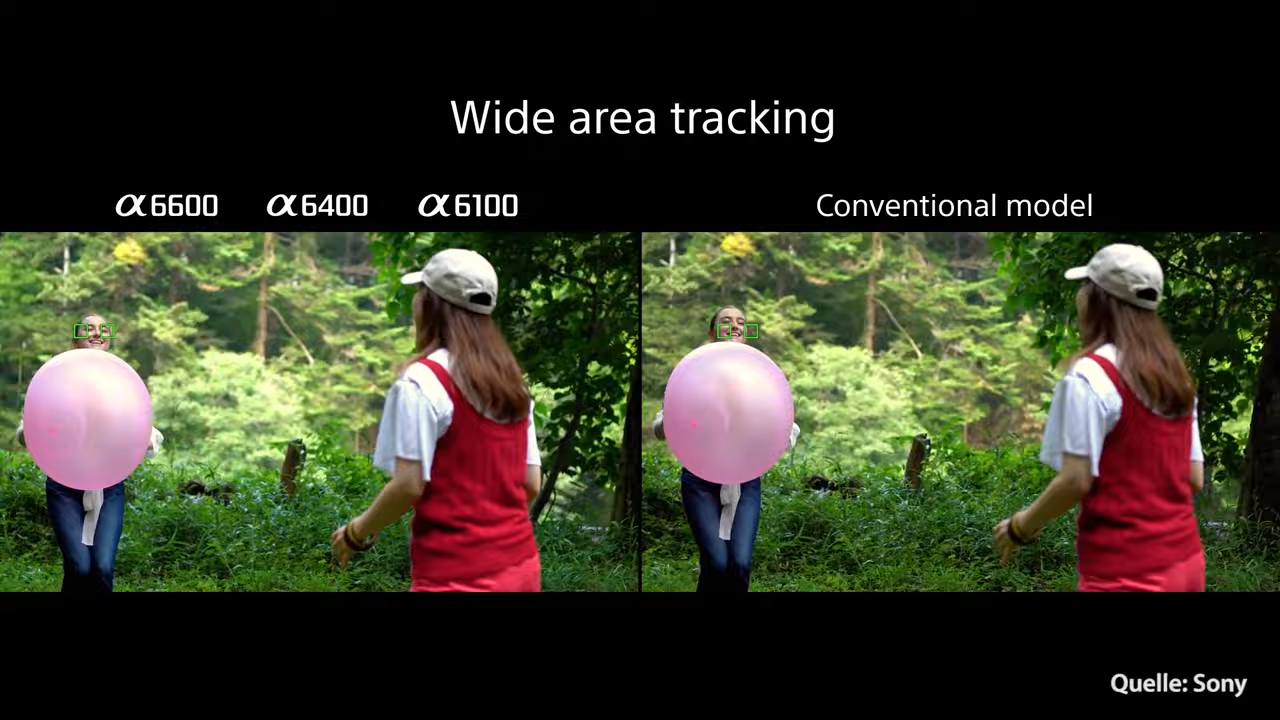 Wide area tracking
α6600 α6400 α6100
Conventional model
Quelle: Sony